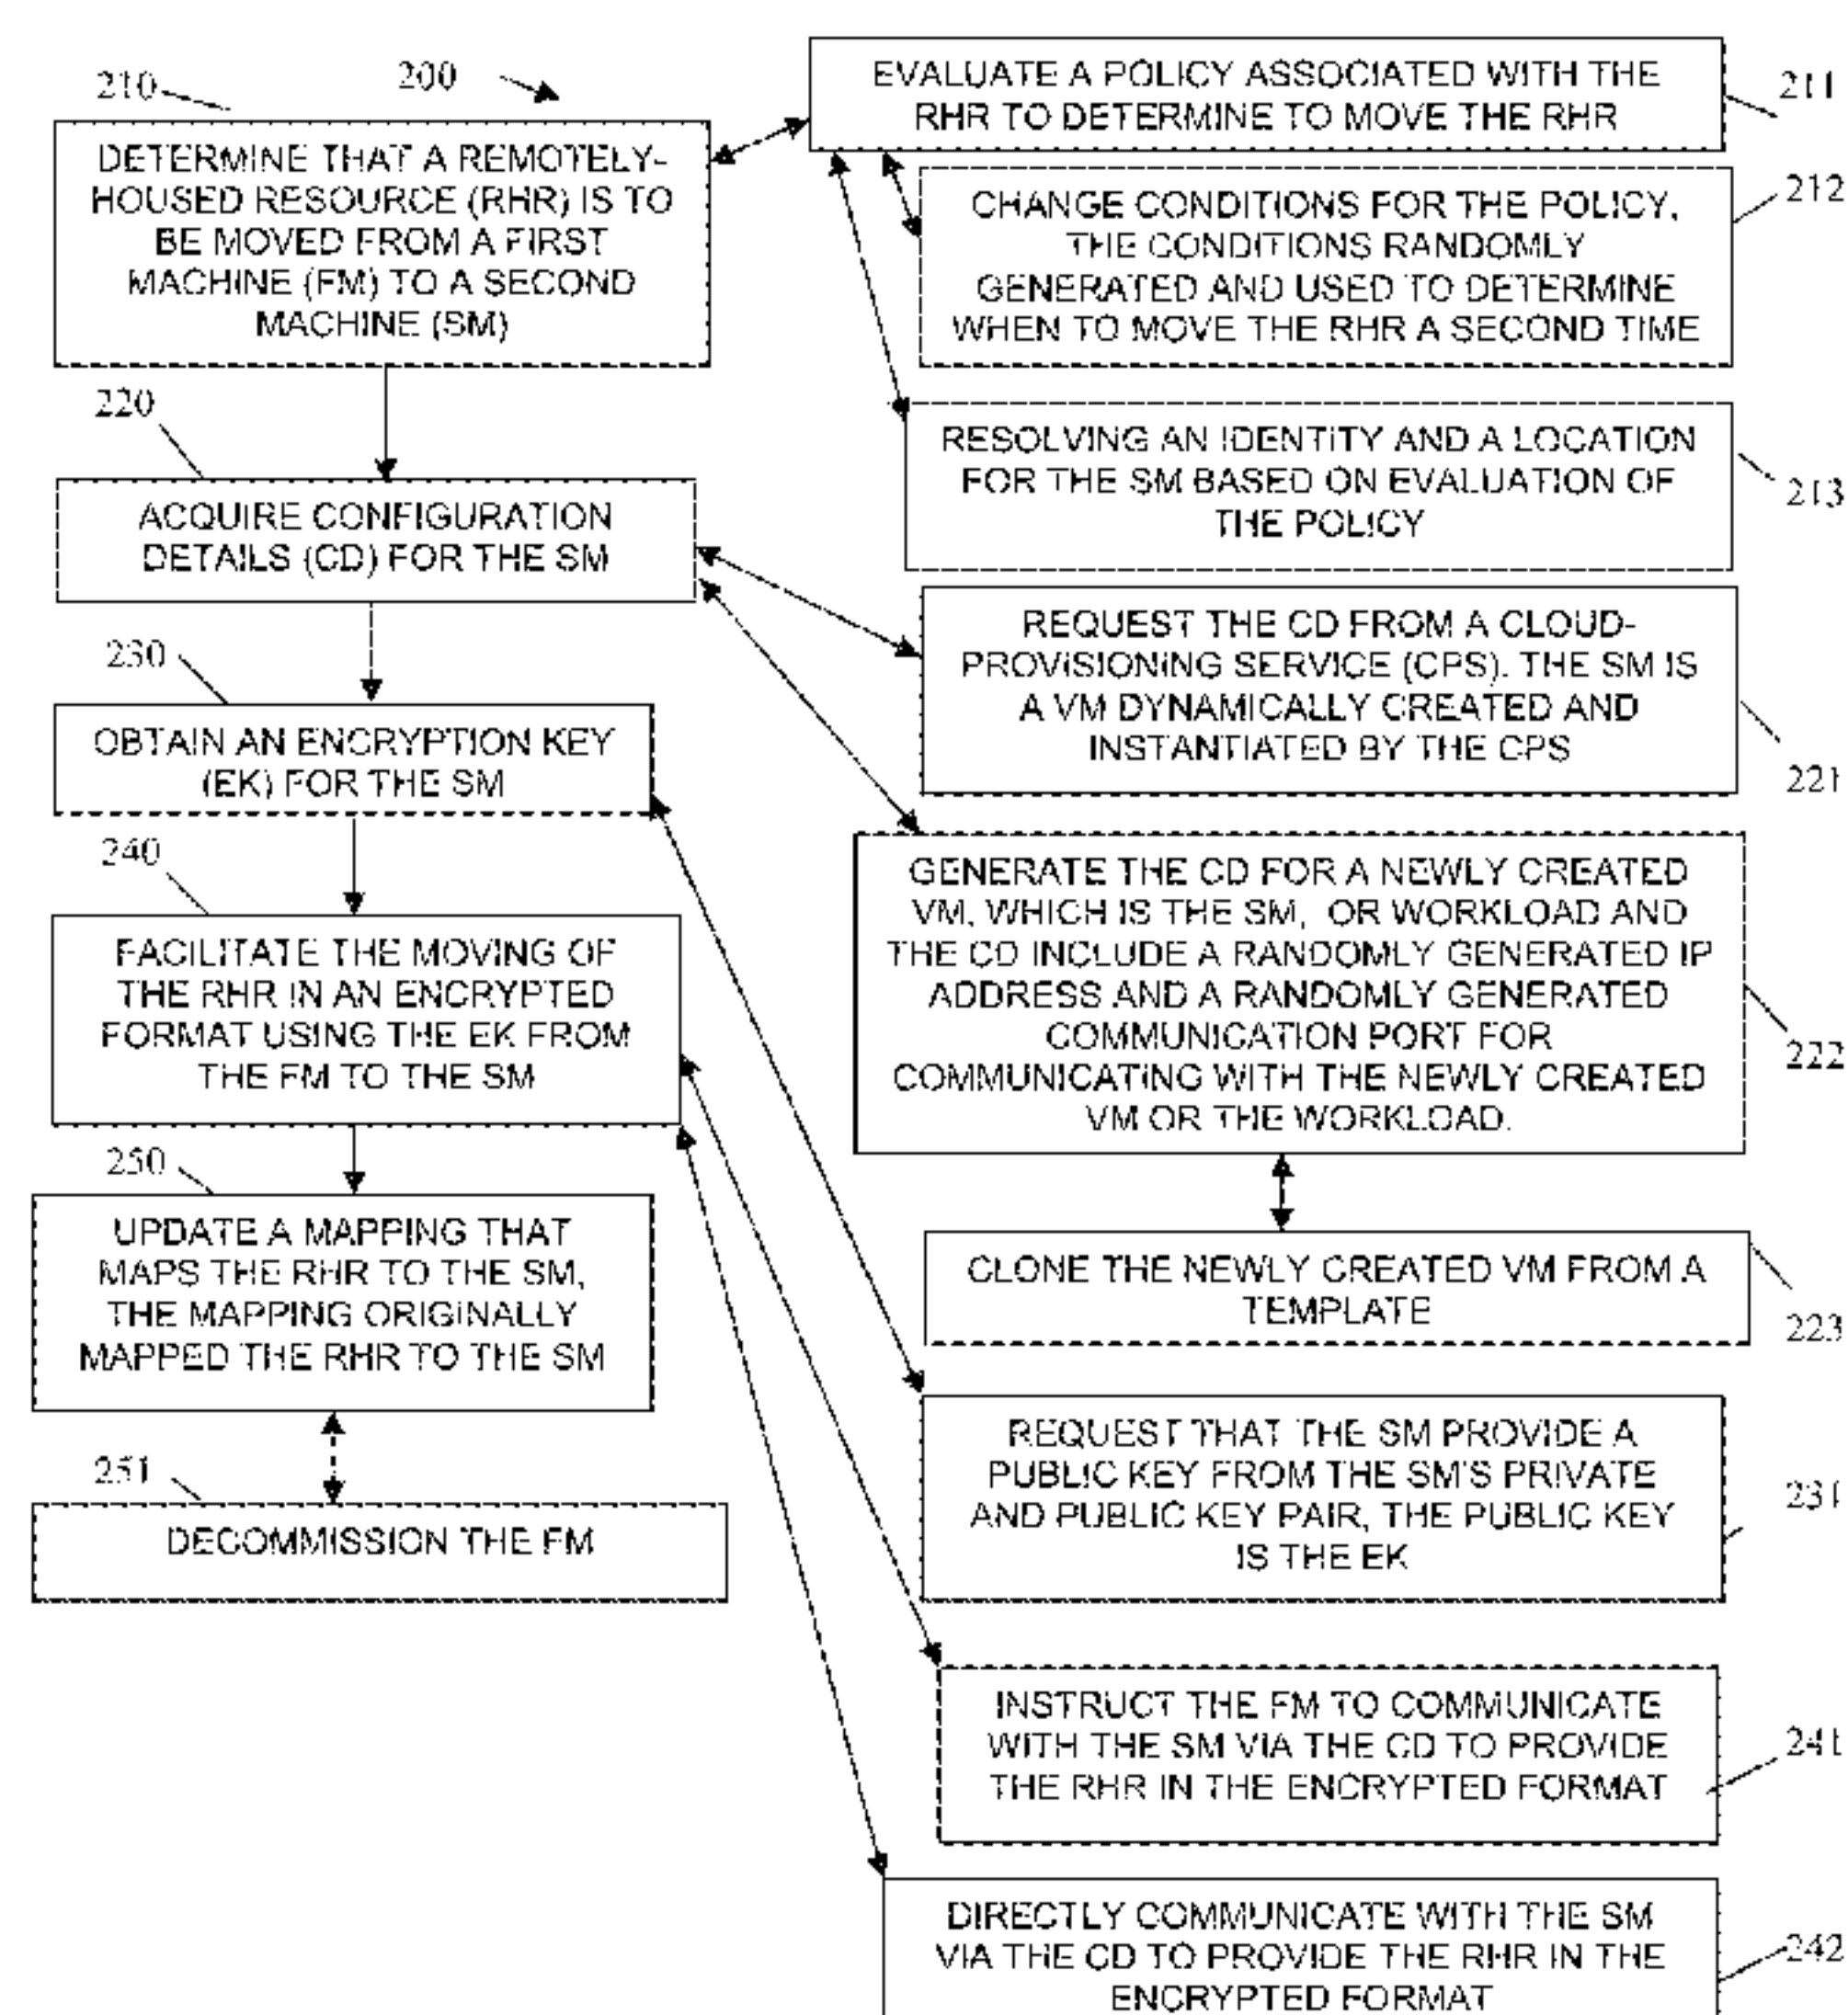 200
210
DETERMINE THAT A REMOTELY-
HOUSED RESOURCE (RHR) IS TO
BE MOVED FROM A FIRST
MACHINE (FM) TO A SECOND
MACHINE (SM)
211
EVALUATE A POLICY ASSOCIATED WITH THE
RHR TO DETERMINE TO MOVE THE RHR
212
CHANGE CONDITIONS FOR THE POLICY,
THE CONDITIONS RANDOMLY
GENERATED AND USED TO DETERMINE
WHEN TO MOVE THE RHR A SECOND TIME
213
RESOLVING AN IDENTITY AND A LOCATION
FOR THE SM BASED ON EVALUATION OF
THE POLICY
220
ACQUIRE CONFIGURATION
DETAILS (CD) FOR THE SM
221
REQUEST THE CD FROM A CLOUD-
PROVISIONING SERVICE (CPS). THE SM IS
A VM DYNAMICALLY CREATED AND
INSTANTIATED BY THE CPS
222
GENERATE THE CD FOR A NEWLY CREATED
VM, WHICH IS THE SM, OR WORKLOAD AND
THE CD INCLUDE A RANDOMLY GENERATED IP
ADDRESS AND A RANDOMLY GENERATED
COMMUNICATION PORT FOR
COMMUNICATING WITH THE NEWLY CREATED
VM OR THE WORKLOAD.
223
CLONE THE NEWLY CREATED VM FROM A
TEMPLATE
230
OBTAIN AN ENCRYPTION KEY
(EK) FOR THE SM
231
REQUEST THAT THE SM PROVIDE A
PUBLIC KEY FROM THE SM'S PRIVATE
AND PUBLIC KEY PAIR, THE PUBLIC KEY
IS THE EK
240
FACILITATE THE MOVING OF
THE RHR IN AN ENCRYPTED
FORMAT USING THE EK FROM
THE FM TO THE SM
241
INSTRUCT THE FM TO COMMUNICATE
WITH THE SM VIA THE CD TO PROVIDE
THE RHR IN THE ENCRYPTED FORMAT
242
DIRECTLY COMMUNICATE WITH THE SM
VIA THE CD TO PROVIDE THE RHR IN THE
ENCRYPTED FORMAT
250
UPDATE A MAPPING THAT
MAPS THE RHR TO THE SM,
THE MAPPING ORIGINALLY
MAPPED THE RHR TO THE SM
251
DECOMMISSION THE FM